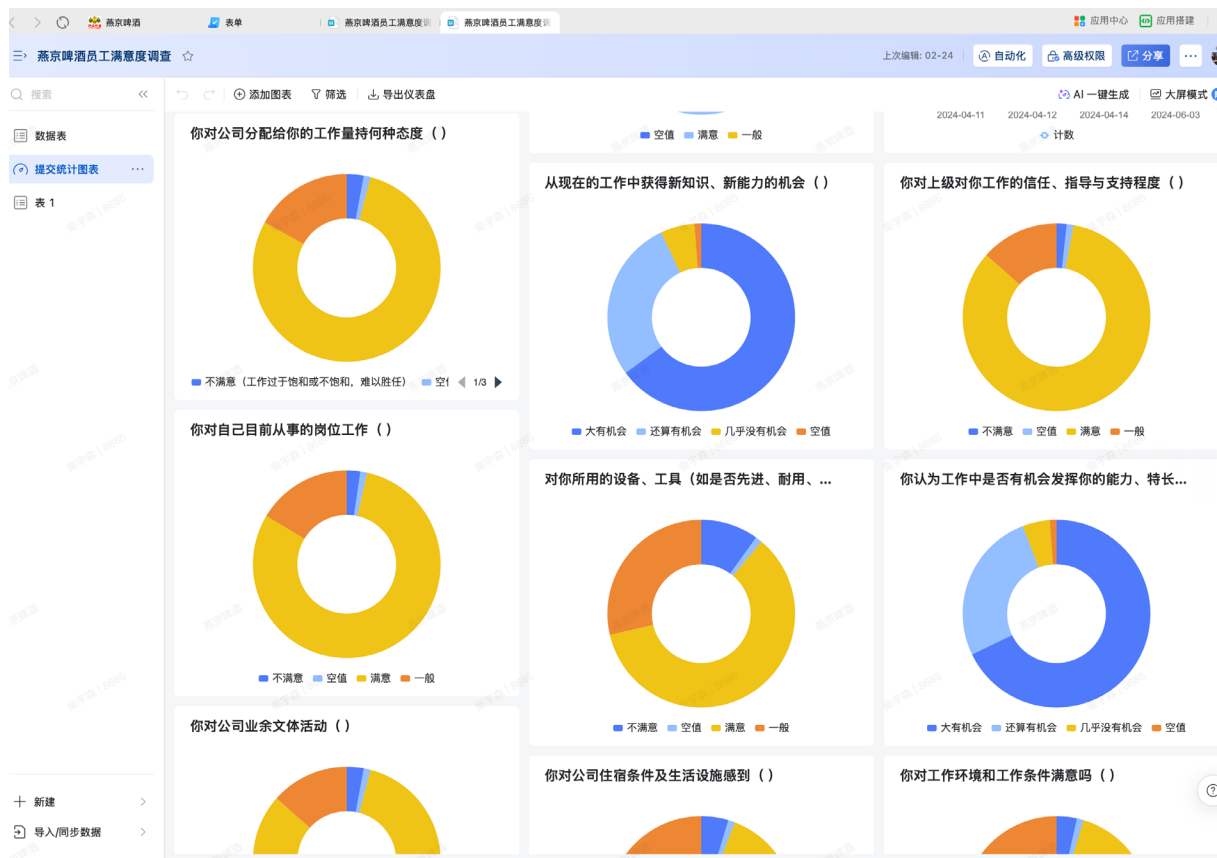 燕京啤酒
表单
燕京啤酒员工满意度调
燕京啤酒员工满意度调
应用中心
应用搭建
燕京啤酒员工满意度调查
上次编辑: 02-24
自动化
高级权限
分享
搜索
添加图表
筛选
导出仪表盘
AI 一键生成
大屏模式
数据表
提交统计图表
表 1
新建
导入/同步数据
你对公司分配给你的工作量持何种态度（ ）
不满意（工作过于饱和或不饱和，难以胜任）
1/3
你对自己目前从事的岗位工作（ ）
不满意 空值 满意 一般
你对公司业余文体活动（ ）
空值 满意 一般
从现在的工作中获得新知识、新能力的机会（ ）
大有机会 还算有机会 几乎没有机会 空值
对你所用的设备、工具（如是否先进、耐用、...
不满意 空值 满意 一般
你对公司住宿条件及生活设施感到（ ）
2024-04-11 2024-04-12 2024-04-14 2024-06-03
计数
你对上级对你工作的信任、指导与支持程度（ ）
不满意 空值 满意 一般
你认为工作中是否有机会发挥你的能力、特长...
大有机会 还算有机会 几乎没有机会 空值
你对工作环境和工作条件满意吗（ ）